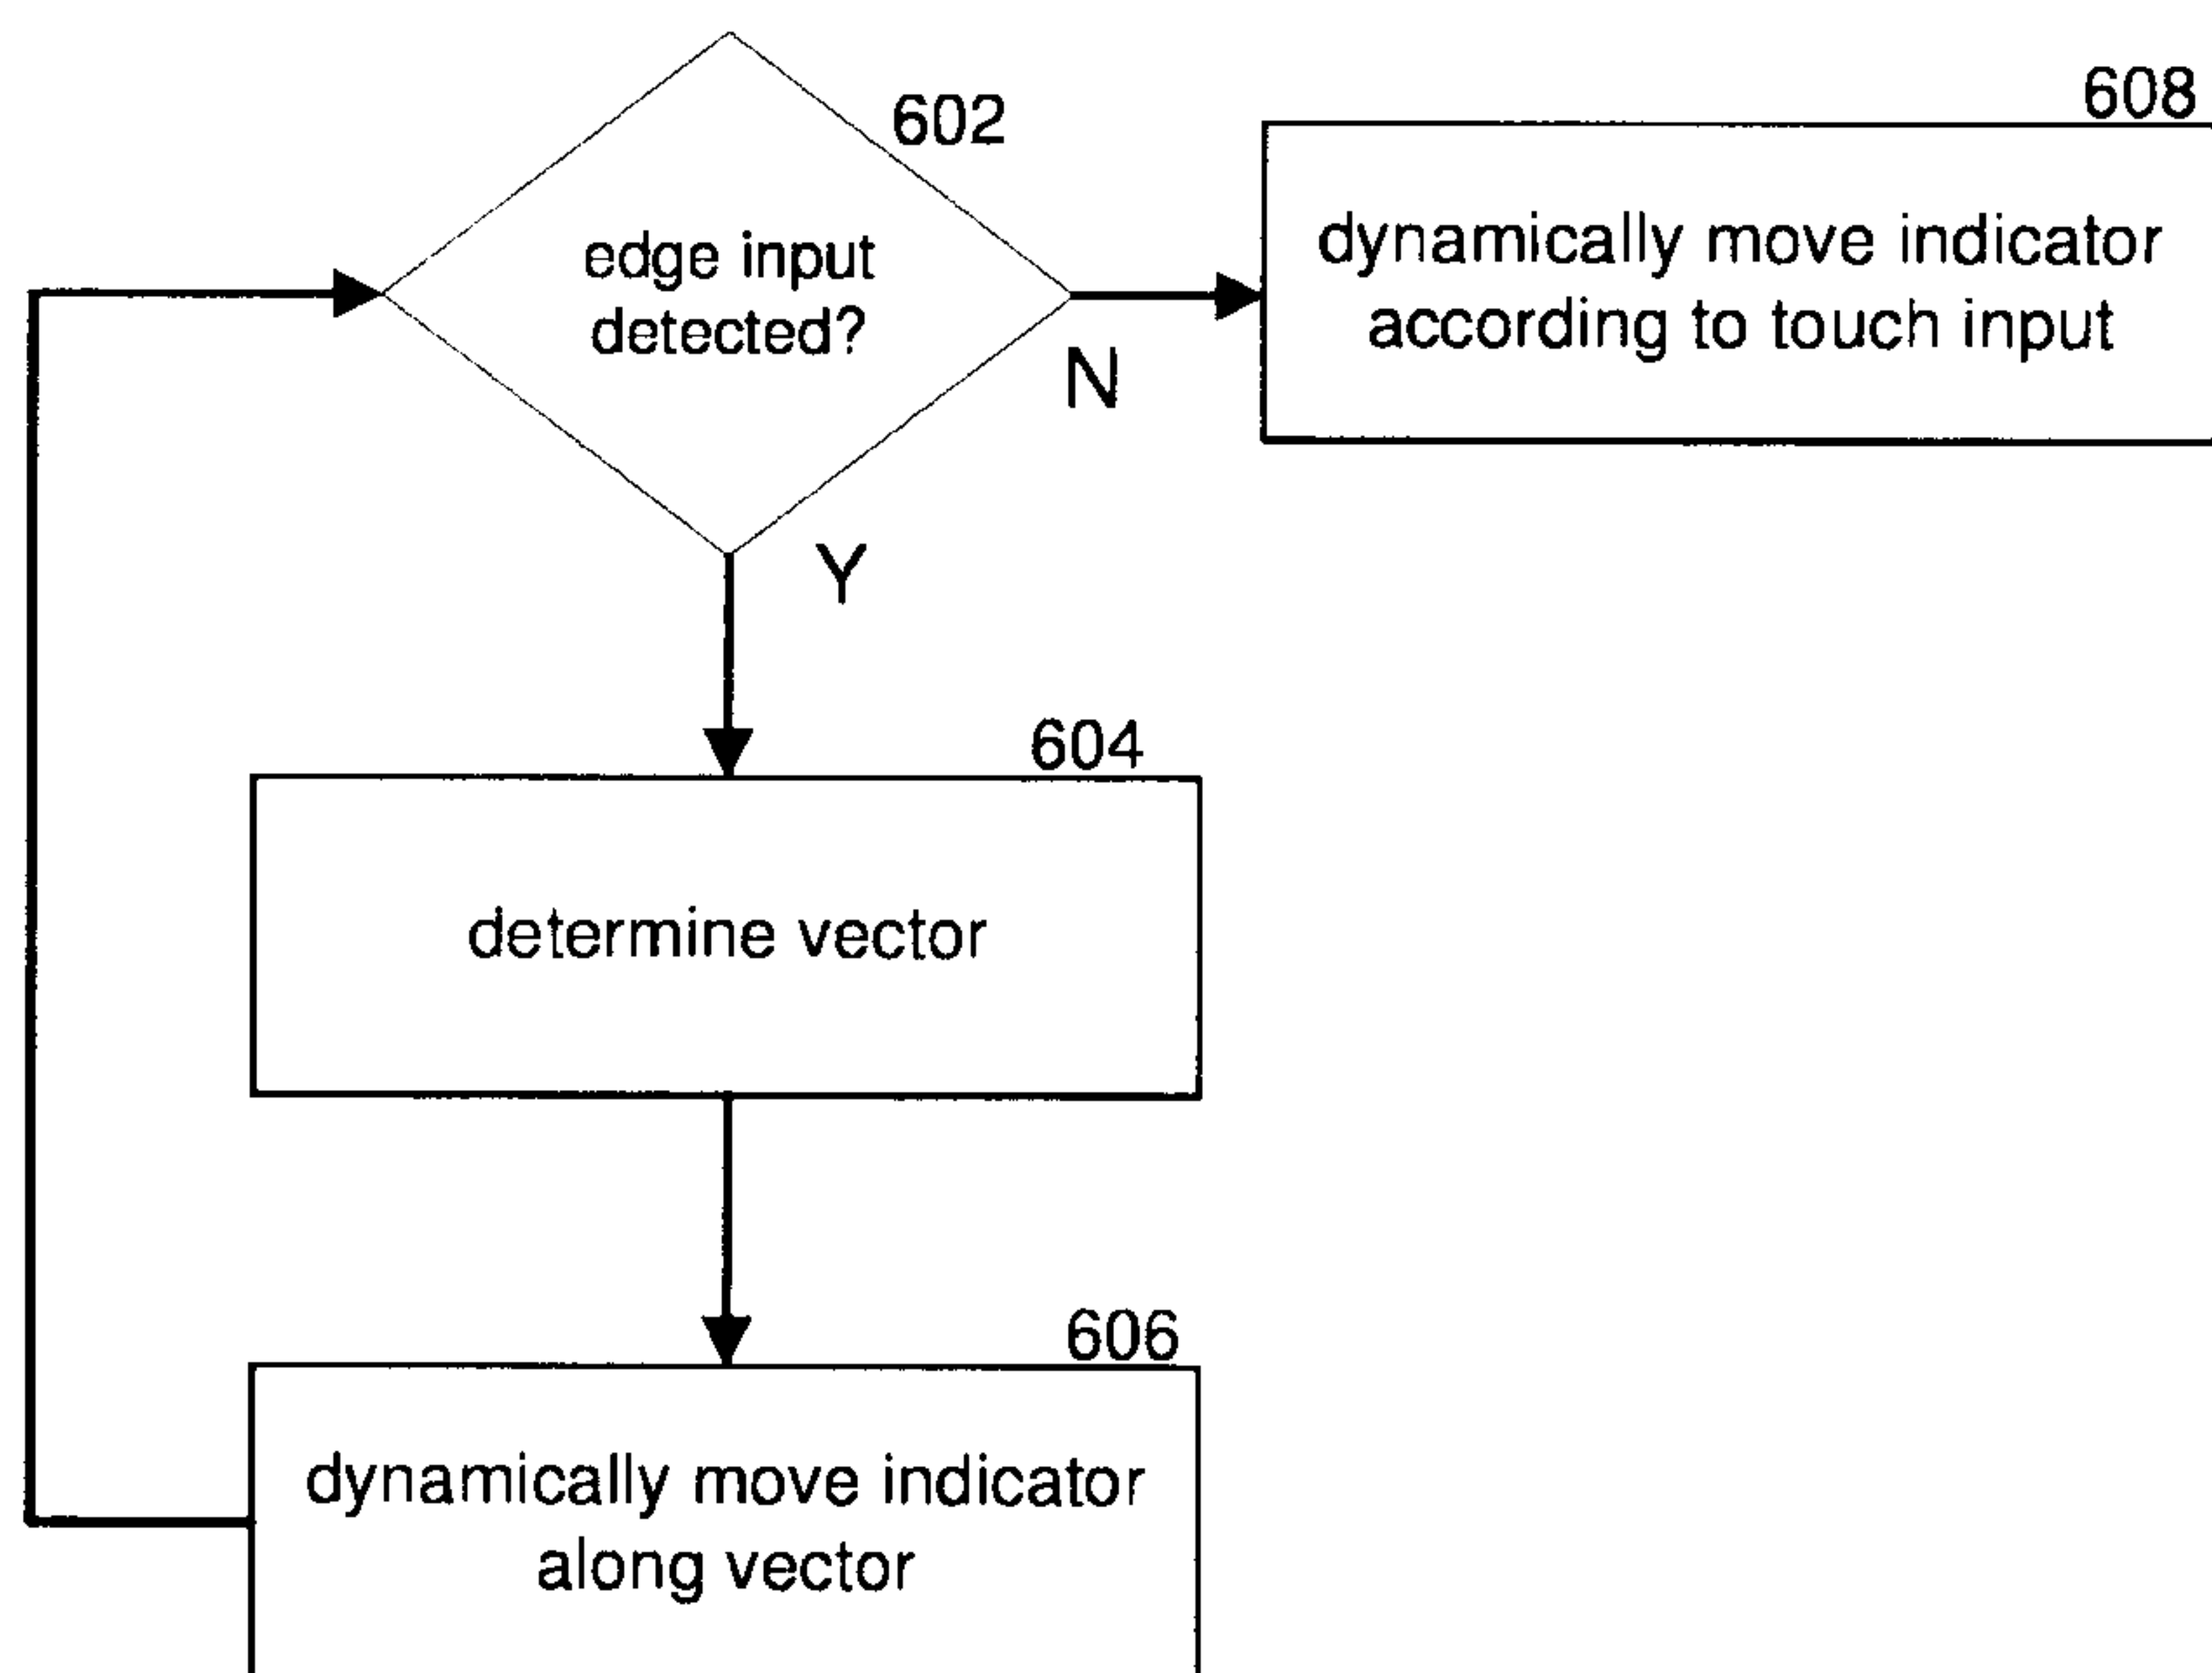 602
edge input
detected?
N
Y
608
dynamically move indicator
according to touch input
604
determine vector
606
dynamically move indicator
along vector